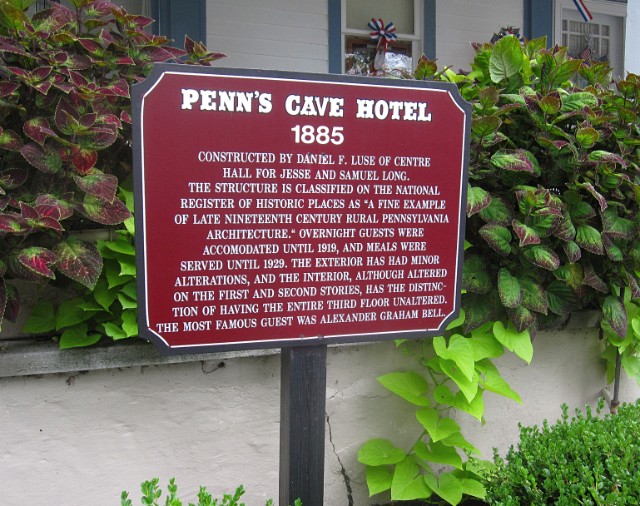 PENN'S CAVE HOTEL
1885
CONSTRUCTED BY DANIEL F. LUSE OF CENTRE
HALL FOR JESSE AND SAMUEL LONG.
THE STRUCTURE IS CLASSIFIED ON THE NATIONAL
REGISTER OF HISTORIC PLACES AS "A FINE EXAMPLE
OF LATE NINETEENTH CENTURY RURAL PENNSYLVANIA
ARCHITECTURE." OVERNIGHT GUESTS WERE
ACCOMODATED UNTIL 1919, AND MEALS WERE
SERVED UNTIL 1929. THE EXTERIOR HAS HAD MINOR
ALTERATIONS, AND THE INTERIOR, ALTHOUGH ALTERED
ON THE FIRST AND SECOND STORIES, HAS THE DISTINC-
TION OF HAVING THE ENTIRE THIRD FLOOR UNALTERED.
THE MOST FAMOUS GUEST WAS ALEXANDER GRAHAM BELL.